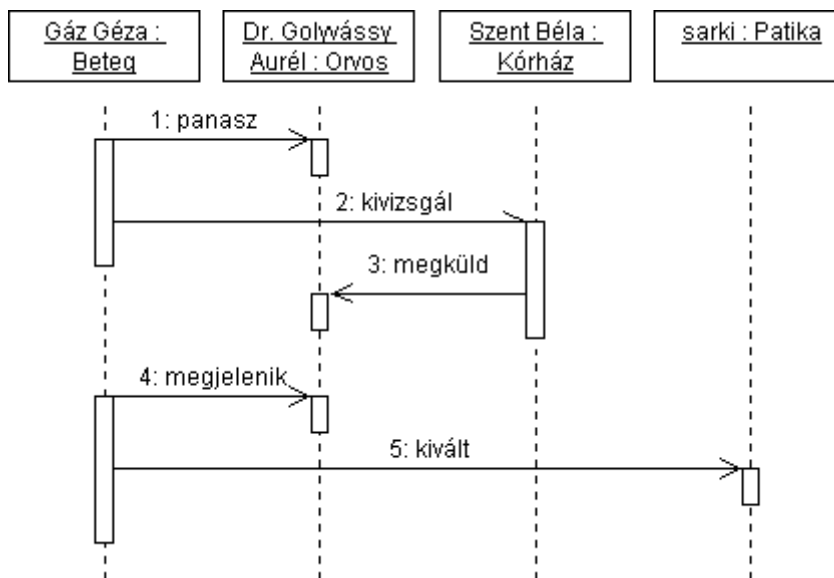 Gáz Géza :
Beteg
Dr. Golyvássy
Aurél : Orvos
Szent Béla :
Kórház
sarki : Patika
1: panasz
2: kivizsgál
3: megküld
4: megjelenik
5: kivált